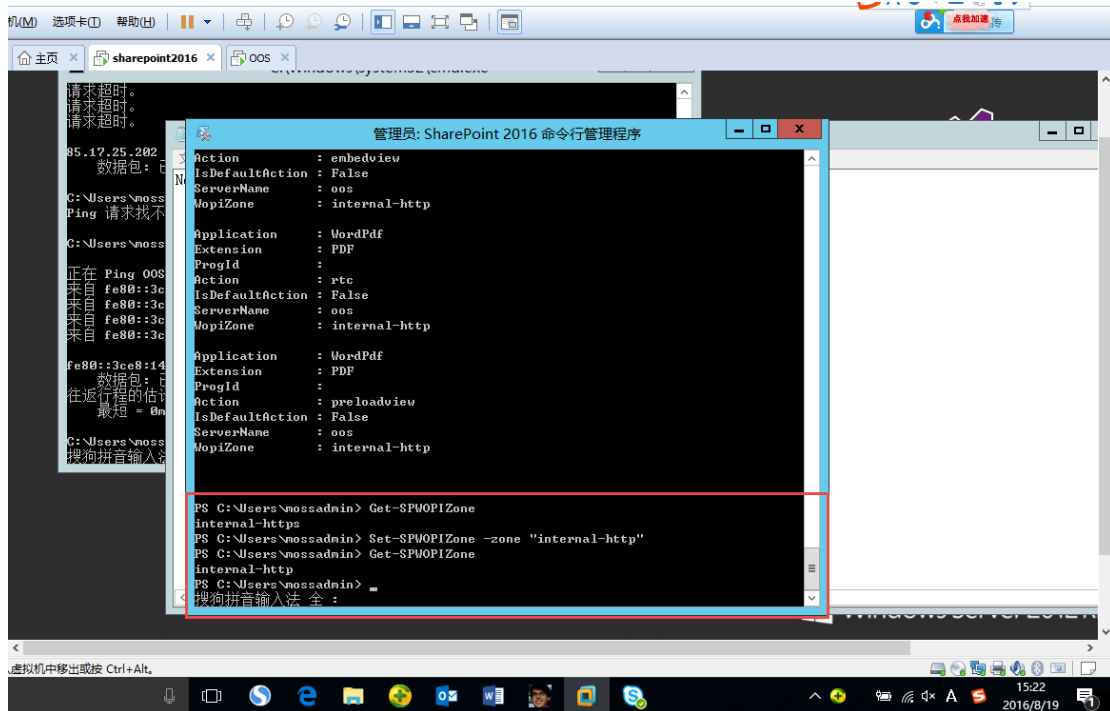 机(M) 选项卡(T) 帮助(H)
点我加速
传
主页 × sharepoint2016 × OOS ×
请求超时。
请求超时。
请求超时。
85.17.25.202
数据包:
C:\Users\moss
Ping 请求找不
C:\Users\moss
正在 Ping OOS
来自 fe80::3c
来自 fe80::3c
来自 fe80::3c
来自 fe80::3c
fe80::3ce8:14
数据包:
往返行程的估计
最短 = 0m
C:\Users\moss
搜狗拼音输入法
管理员: SharePoint 2016 命令行管理程序
Action : embedview
IsDefaultAction : False
ServerName : oos
WopiZone : internal-http
Application : WordPdf
Extension : PDF
ProgId :
Action : rtc
IsDefaultAction : False
ServerName : oos
WopiZone : internal-http
Application : WordPdf
Extension : PDF
ProgId :
Action : preloadview
IsDefaultAction : False
ServerName : oos
WopiZone : internal-http
PS C:\Users\mossadmin> Get-SPWOPIZone
internal-https
PS C:\Users\mossadmin> Set-SPWOPIZone -zone "internal-http"
PS C:\Users\mossadmin> Get-SPWOPIZone
internal-http
PS C:\Users\mossadmin> _
搜狗拼音输入法 全 :
虚拟机中移出或按 Ctrl+Alt。
A
15:22
2016/8/19